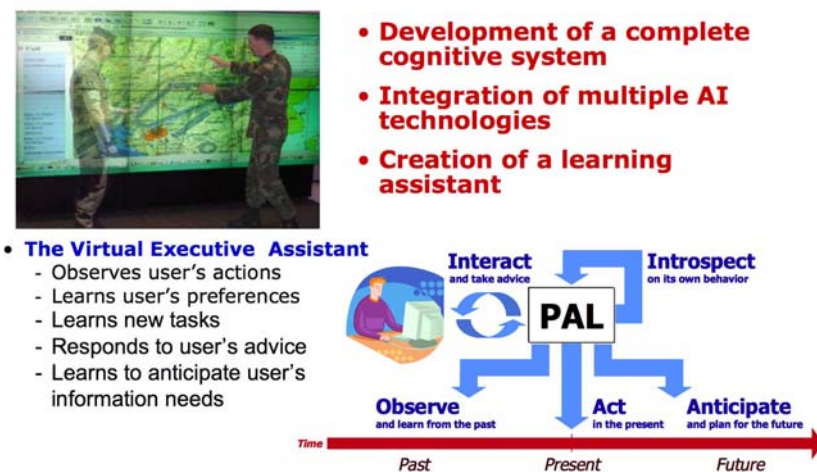 • Development of a complete
cognitive system
• Integration of multiple AI
technologies
• Creation of a learning
assistant
• The Virtual Executive Assistant
- Observes user's actions
- Learns user's preferences
- Learns new tasks
- Responds to user's advice
- Learns to anticipate user's
information needs
Interact
and take advice
Introspect
on its own behavior
PAL
Observe
and learn from the past
Act
in the present
Anticipate
and plan for the future
Time
Past
Present
Future